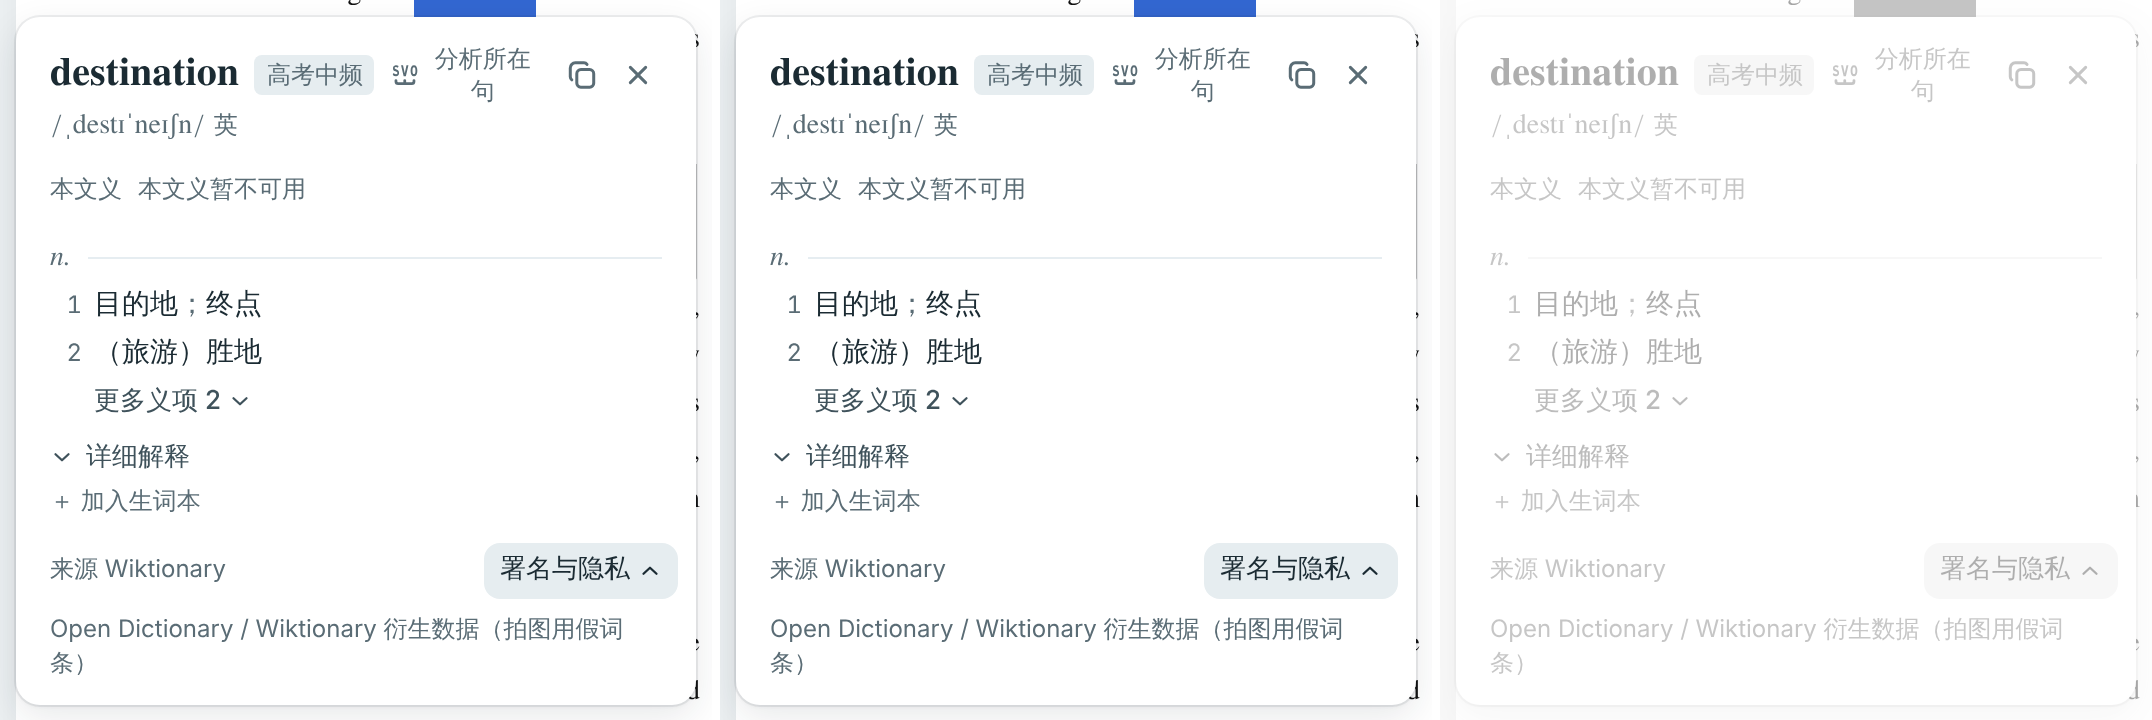 destination 高考中频 SVO 分析所在句
/ˌdestɪˈneɪʃn/ 英
本文义 本文义暂不可用
n.
1 目的地；终点
2 （旅游）胜地
更多义项 2
详细解释
+ 加入生词本
来源 Wiktionary 署名与隐私
Open Dictionary / Wiktionary 衍生数据（拍图用假词
条）
destination 高考中频 SVO 分析所在句
/ˌdestɪˈneɪʃn/ 英
本文义 本文义暂不可用
n.
1 目的地；终点
2 （旅游）胜地
更多义项 2
详细解释
+ 加入生词本
来源 Wiktionary 署名与隐私
Open Dictionary / Wiktionary 衍生数据（拍图用假词
条）
destination 高考中频 SVO 分析所在句
/ˌdestɪˈneɪʃn/ 英
本文义 本文义暂不可用
n.
1 目的地；终点
2 （旅游）胜地
更多义项 2
详细解释
+ 加入生词本
来源 Wiktionary 署名与隐私
Open Dictionary / Wiktionary 衍生数据（拍图用假词
条）